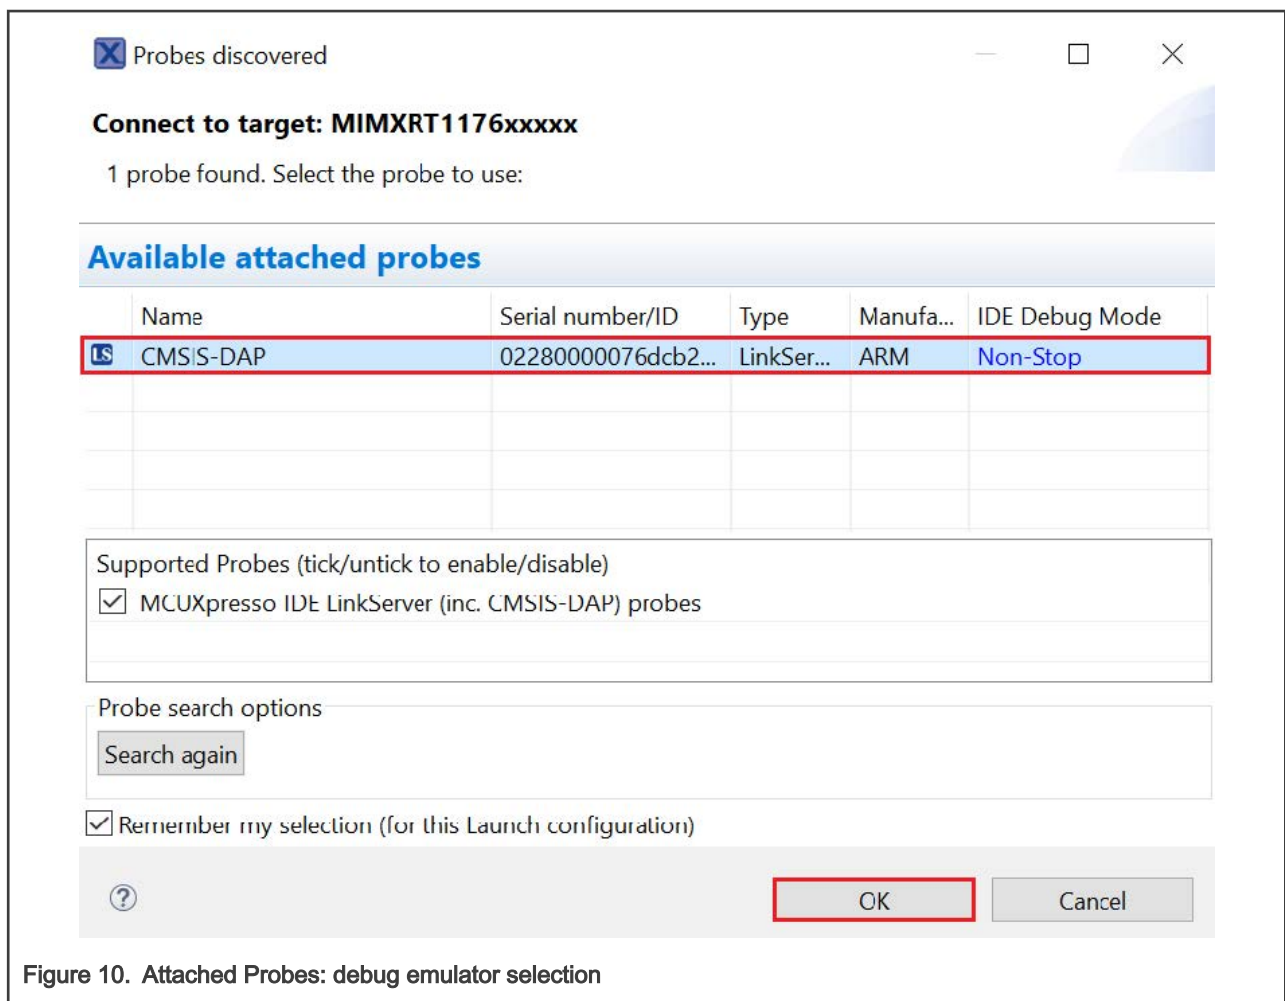 Probes discovered
Connect to target: MIMXRT1176xxxxx
1 probe found. Select the probe to use:
Available attached probes
Name Serial number/ID Type Manufa... IDE Debug Mode
LS CMSIS-DAP 02280000076dcb2... LinkSer... ARM Non-Stop
Supported Probes (tick/untick to enable/disable)
MCUXpresso IDE LinkServer (inc. CMSIS-DAP) probes
Probe search options
Search again
Remember my selection (for this Launch configuration)
? OK Cancel
Figure 10. Attached Probes: debug emulator selection